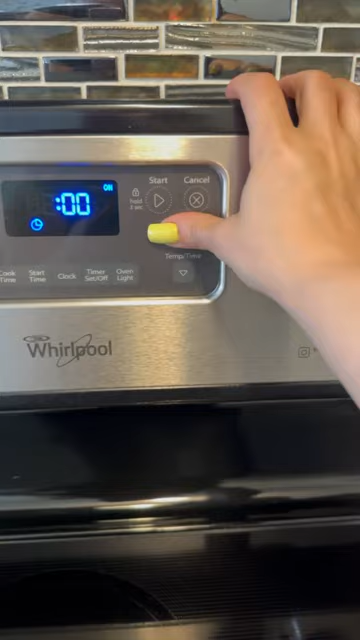 ON
:00
Start
Cancel
hold
3 sec
Temp/Time
Cook
Time
Start
Time
Clock
Timer
Set/Off
Oven
Light
Whirlpool